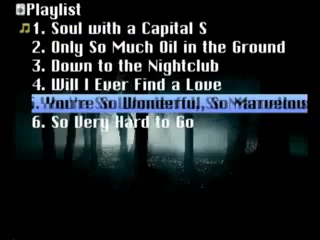 Playlist
1. Soul with a Capital S
2. Only So Much Oil in the Ground
3. Down to the Nightclub
4. Will I Ever Find a Love
5. You're So Wonderful, So Marvelous
6. So Very Hard to Go